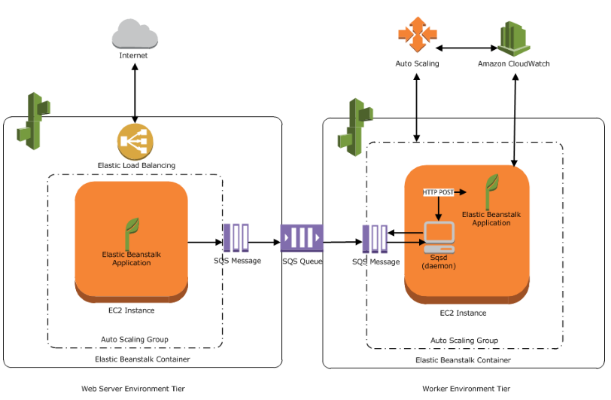 Internet
Auto Scaling
Amazon CloudWatch
Elastic Load Balancing
HTTP POST
Elastic Beanstalk
Application
Elastic Beanstalk
Application
SQS Message
SQS Queue
SQS Message
Sqsd
(daemon)
EC2 Instance
EC2 Instance
Auto Scaling Group
Auto Scaling Group
Elastic Beanstalk Container
Elastic Beanstalk Container
Web Server Environment Tier
Worker Environment Tier